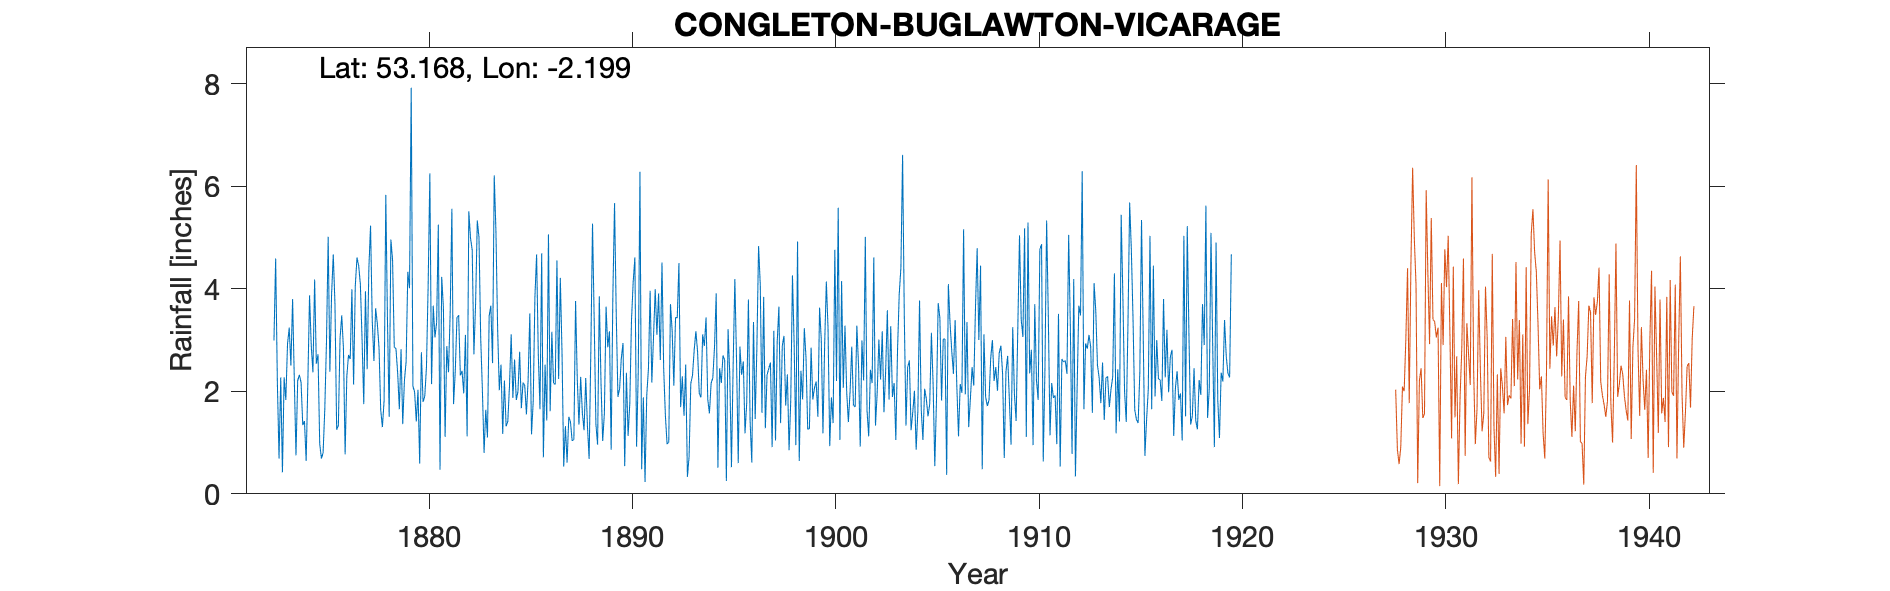 CONGLETON-BUGLAWTON-VICARAGE
Lat: 53.168, Lon: -2.199
Rainfall [inches]
8
6
4
2
0
1880 1890 1900 1910 1920 1930 1940
Year